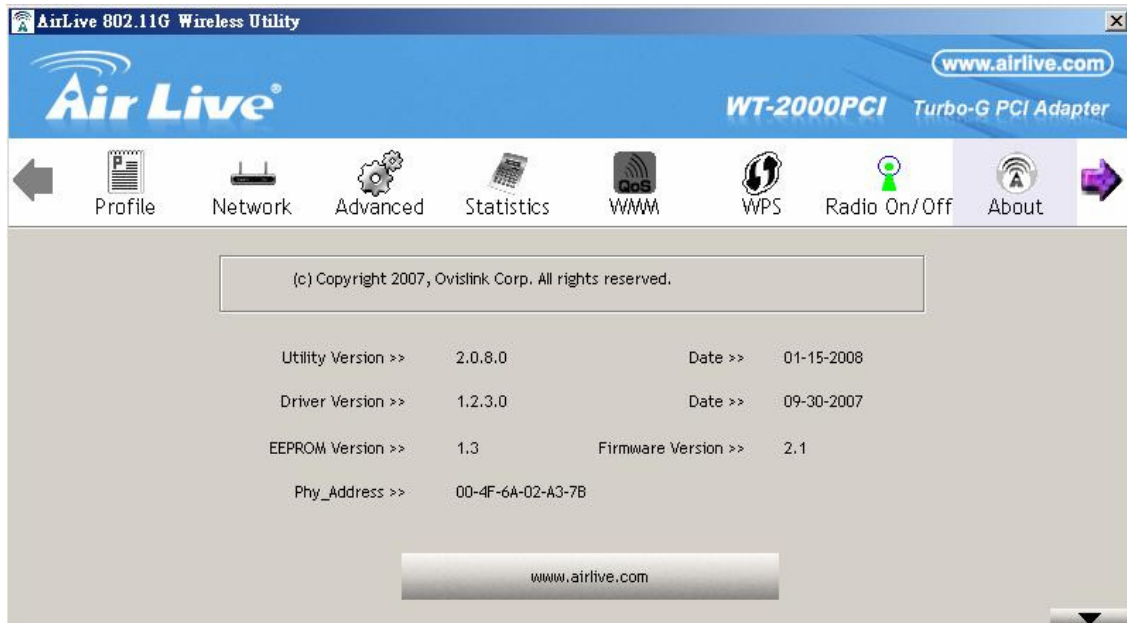 AirLive 802.11G Wireless Utility
www.airlive.com
Air Live®
WT-2000PCI Turbo-G PCI Adapter
Profile Network Advanced Statistics QoS WMM WPS Radio On/Off About
(c) Copyright 2007, Ovislink Corp. All rights reserved.
Utility Version >> 2.0.8.0 Date >> 01-15-2008
Driver Version >> 1.2.3.0 Date >> 09-30-2007
EEPROM Version >> 1.3 Firmware Version >> 2.1
Phy_Address >> 00-4F-6A-02-A3-7B
www.airlive.com